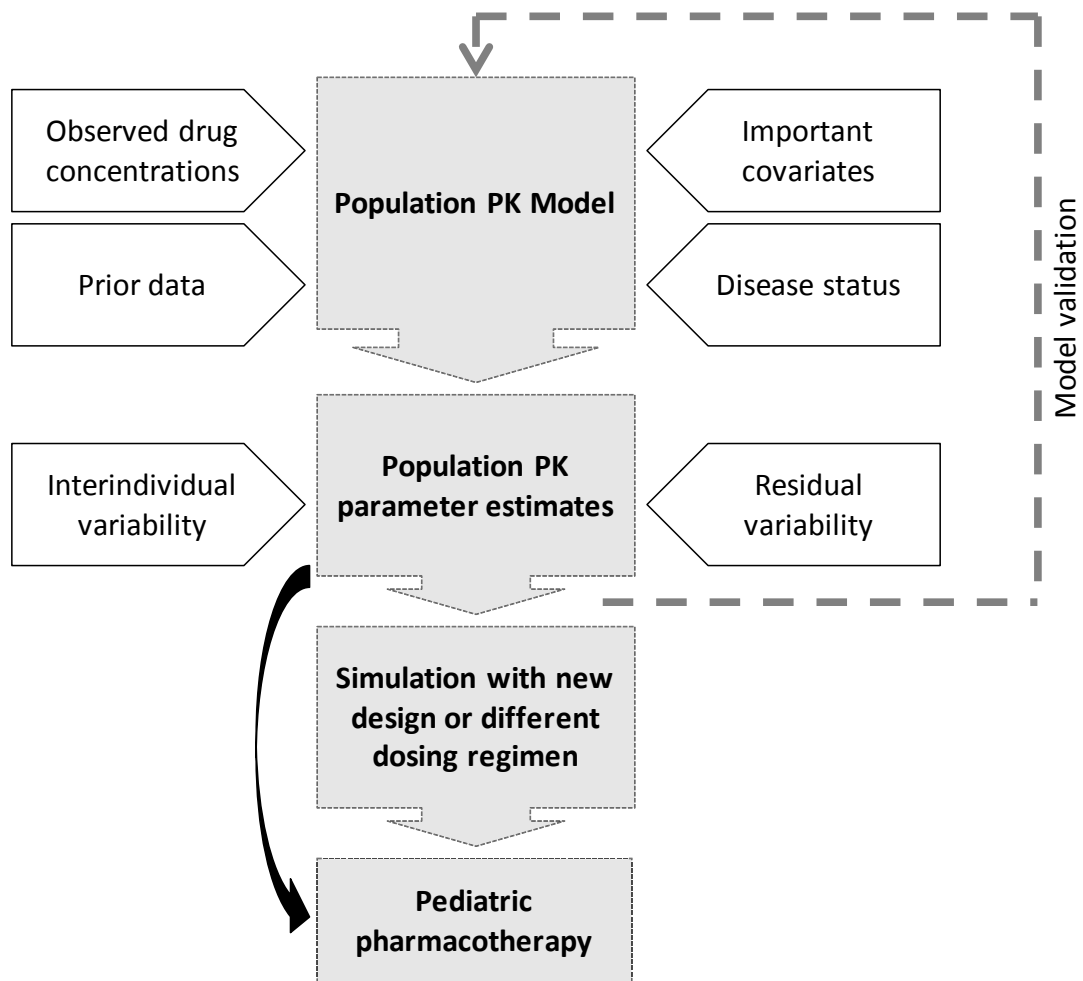 Observed drug
concentrations
Population PK Model
Important
covariates
Prior data
Disease status
Model validation
Interindividual
variability
Population PK
parameter estimates
Residual
variability
Simulation with new
design or different
dosing regimen
Pediatric
pharmacotherapy